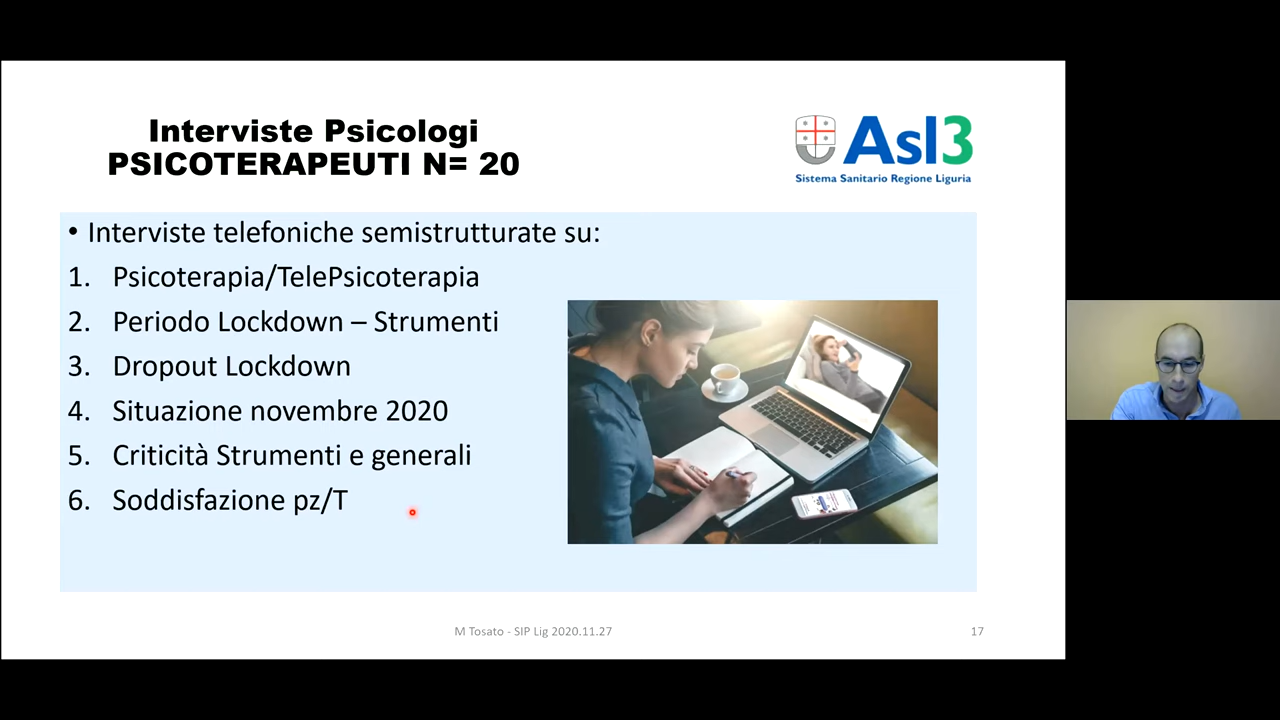 Interviste Psicologi
PSICOTERAPEUTI N= 20
Asl3
Sistema Sanitario Regione Liguria
• Interviste telefoniche semistrutturate su:
1. Psicoterapia/TelePsicoterapia
2. Periodo Lockdown – Strumenti
3. Dropout Lockdown
4. Situazione novembre 2020
5. Criticità Strumenti e generali
6. Soddisfazione pz/T
M Tosato - SIP Lig 2020.11.27
17